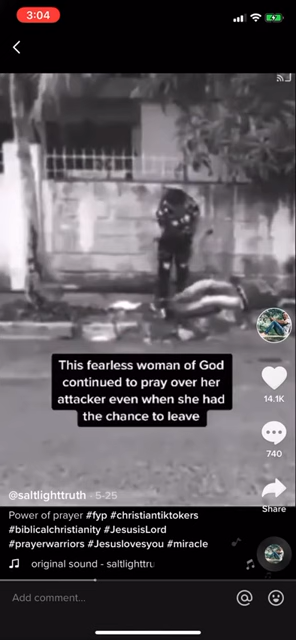 3:04
This fearless woman of God
continued to pray over her
attacker even when she had
the chance to leave
14.1K
740
Share
@saltlighttruth · 5-25
Power of prayer #fyp #christiantiktokers
#biblicalchristianity #JesusisLord
#prayerwarriors #Jesuslovesyou #miracle
original sound - saltlighttru
Add comment...